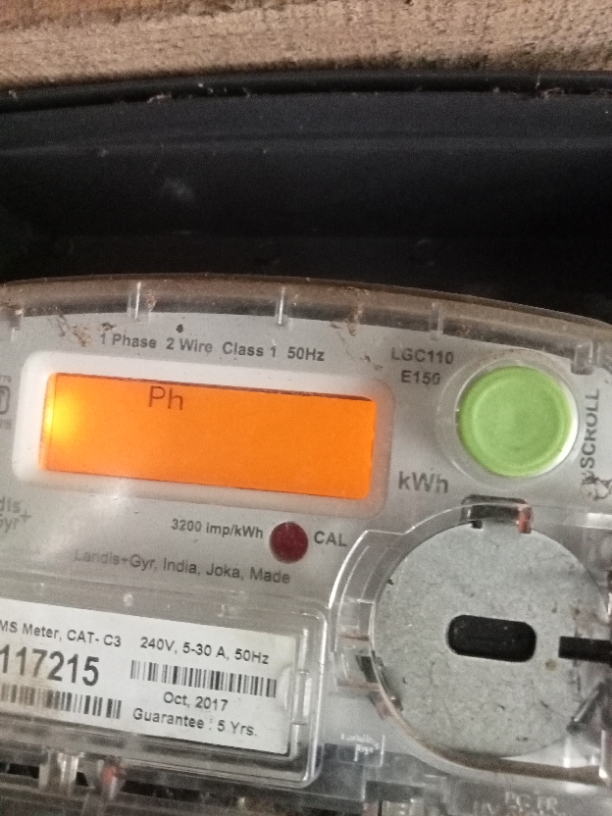 1 Phase 2 Wire Class 1 50Hz
LGC110
E150
Ph
SCROLL
kWh
3200 imp/kWh
CAL
Landis+Gyr, India, Joka, Made
MS Meter, CAT- C3
240V, 5-30 A, 50Hz
117215
Oct, 2017
Guarantee : 5 Yrs.